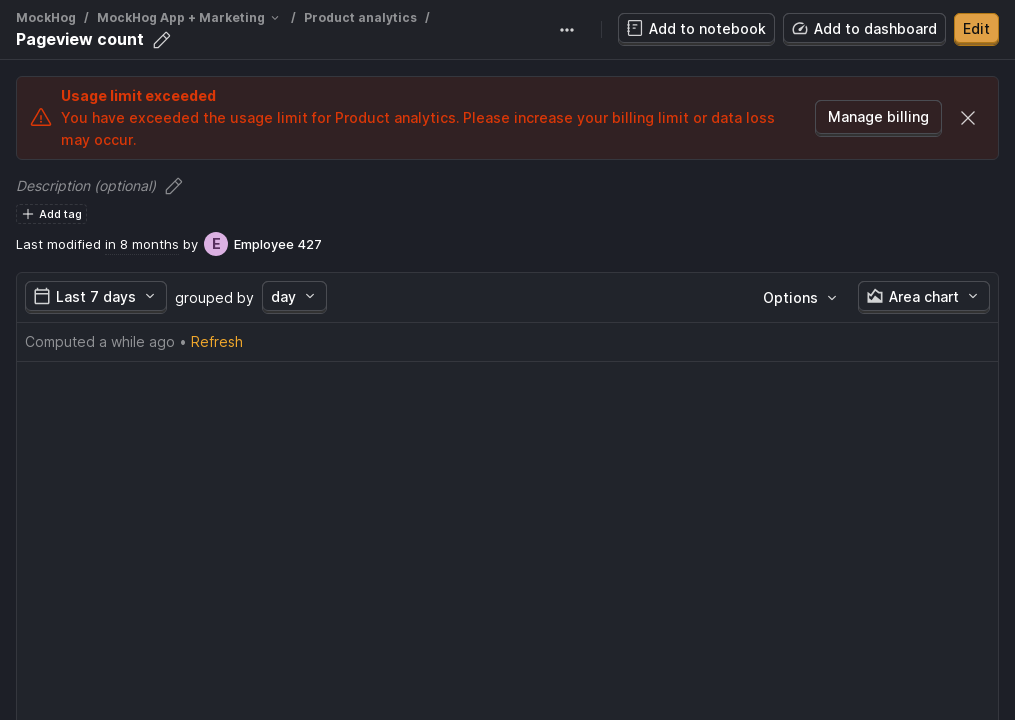 MockHog / MockHog App + Marketing / Product analytics /
Pageview count
Add to notebook
Add to dashboard
Edit
Usage limit exceeded
You have exceeded the usage limit for Product analytics. Please increase your billing limit or data loss
may occur.
Manage billing
Description (optional)
Add tag
Last modified in 8 months by E Employee 427
Last 7 days grouped by day Options Area chart
Computed a while ago • Refresh